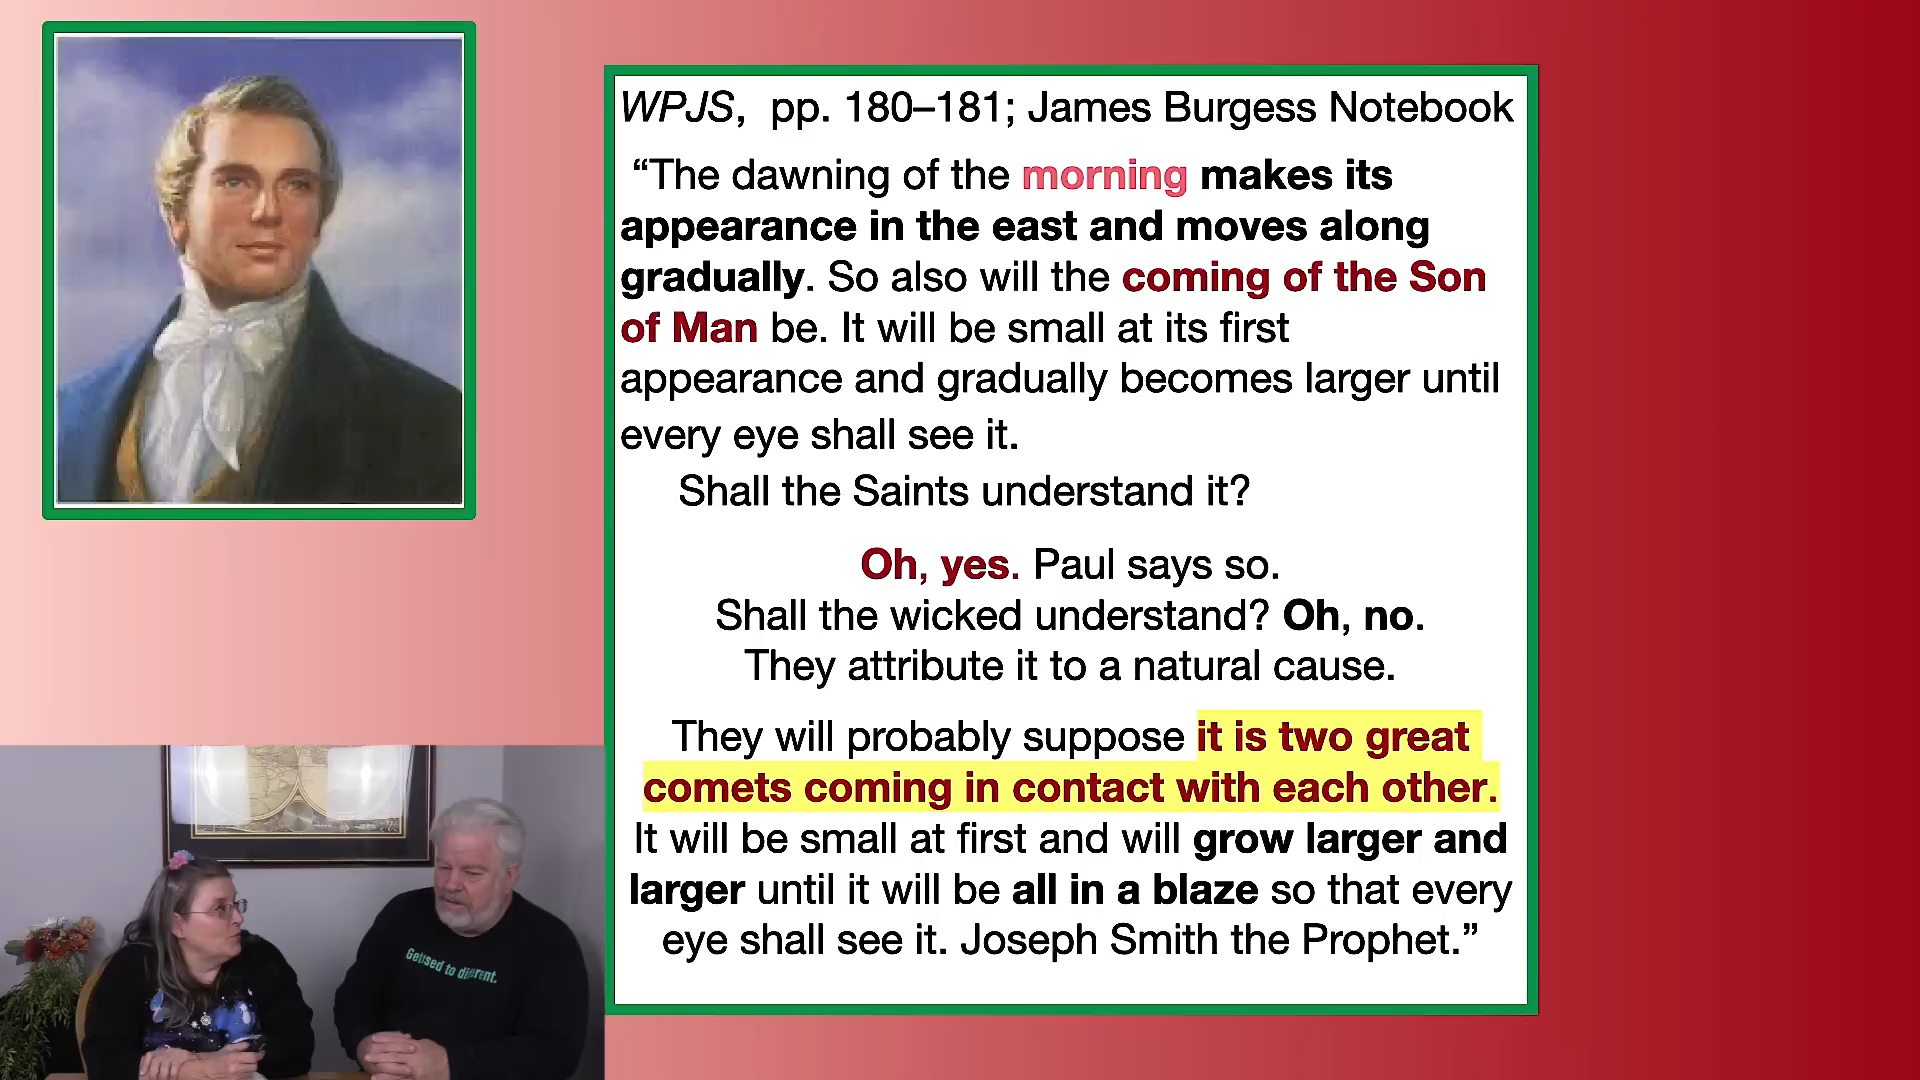 WPJS, pp. 180–181; James Burgess Notebook
“The dawning of the morning makes its
appearance in the east and moves along
gradually. So also will the coming of the Son
of Man be. It will be small at its first
appearance and gradually becomes larger until
every eye shall see it.
Shall the Saints understand it?
Oh, yes. Paul says so.
Shall the wicked understand? Oh, no.
They attribute it to a natural cause.
They will probably suppose it is two great
comets coming in contact with each other.
It will be small at first and will grow larger and
larger until it will be all in a blaze so that every
eye shall see it. Joseph Smith the Prophet.”
Get used to different.